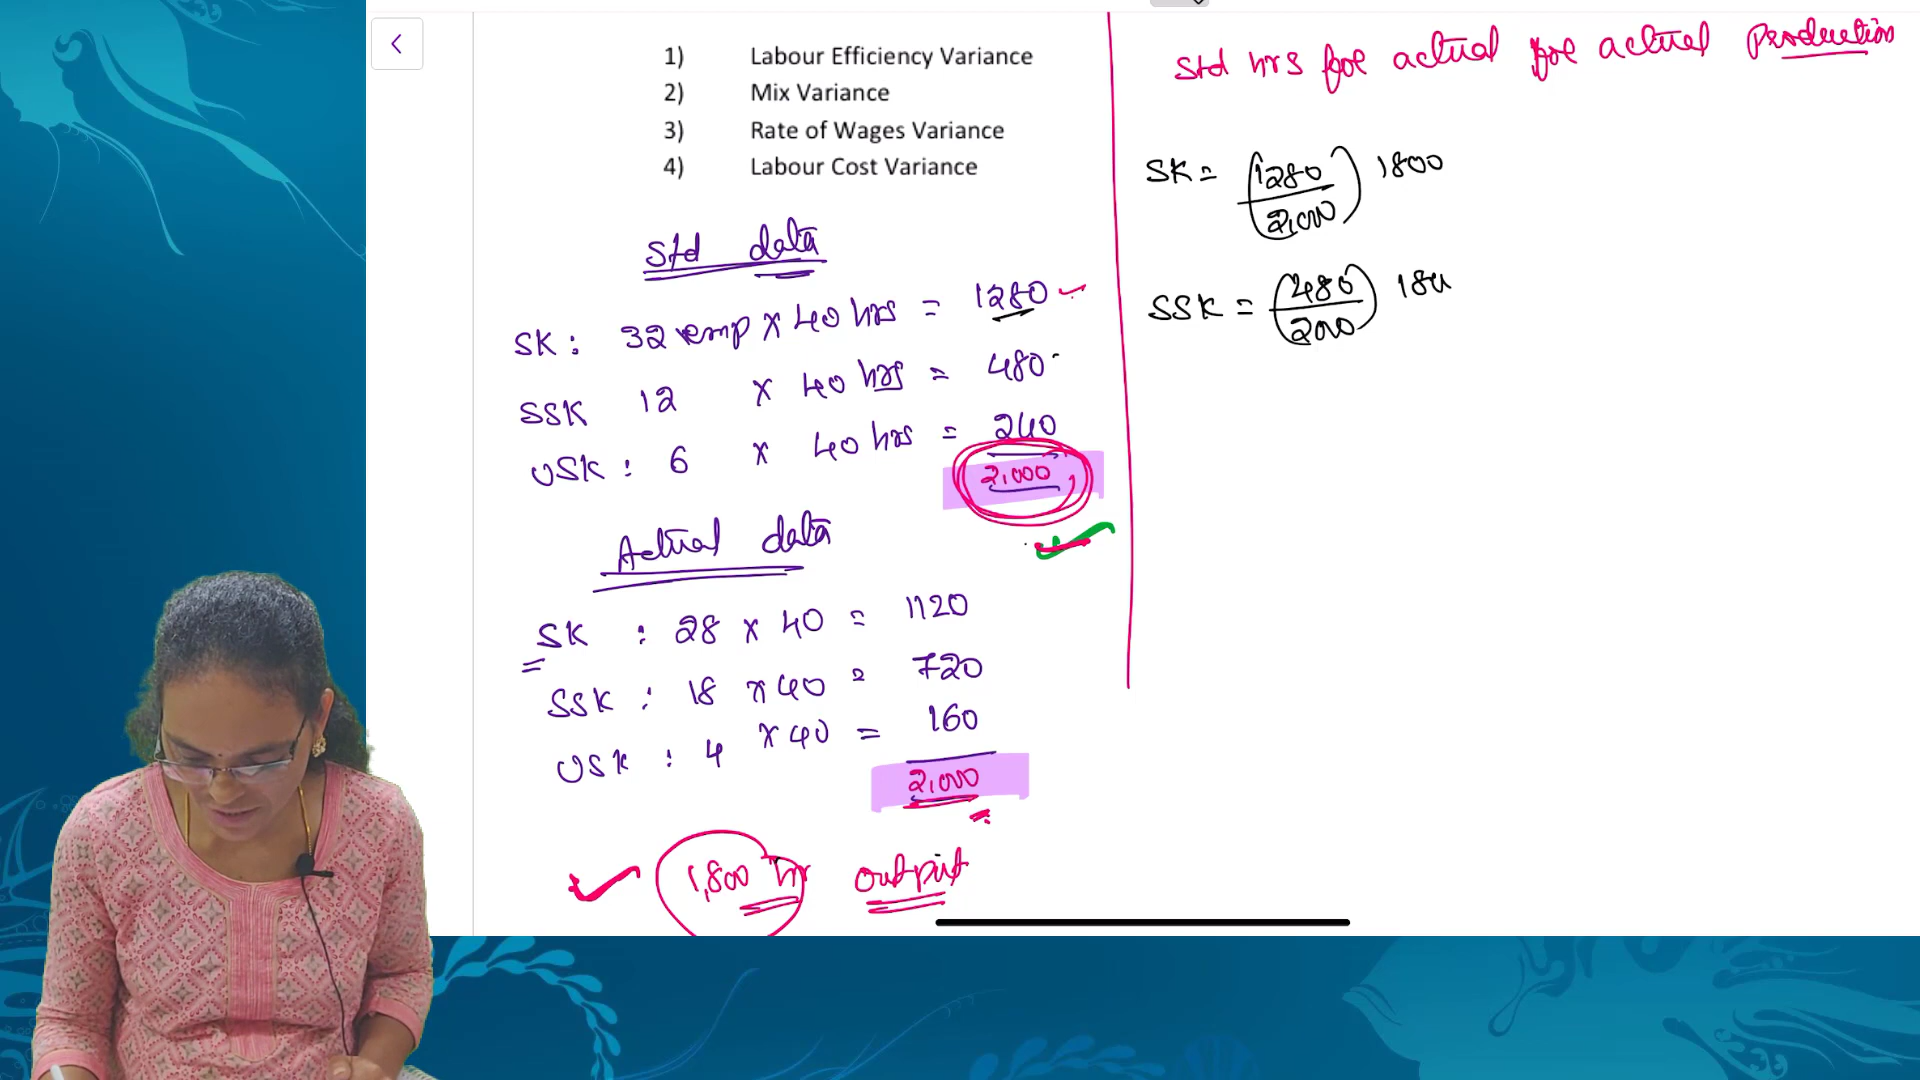 1) Labour Efficiency Variance
2) Mix Variance
3) Rate of Wages Variance
4) Labour Cost Variance
Std data
SK: 32 emp x 40 hrs = 1280
SSK 12 x 40 hrs = 480
USK: 6 x 40 hrs = 240
2,000
Actual data
SK : 28 x 40 = 1120
SSK : 18 x 40 = 720
USK : 4 x 40 = 160
2,000
1,800 hr output
Std hrs for actual for actual Production
SK = (1280/2,000) 1800
SSK = (480/2000) 180